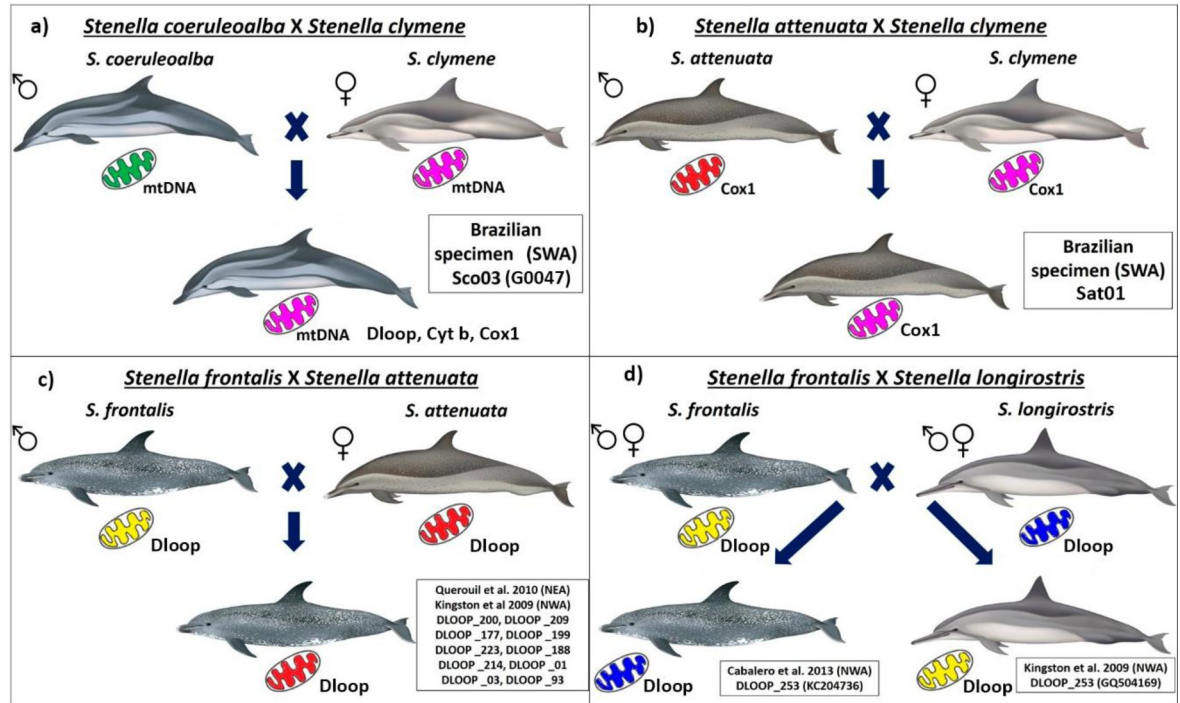 a)
Stenella coeruleoalba X Stenella clymene
S. coeruleoalba
S. clymene
♂
♀
X
mtDNA
mtDNA
Brazilian
specimen (SWA)
Sco03 (G0047)
mtDNA
Dloop, Cyt b, Cox1
b)
Stenella attenuata X Stenella clymene
S. attenuata
S. clymene
♂
♀
X
Cox1
Cox1
Brazilian
specimen (SWA)
Sat01
Cox1
c)
Stenella frontalis X Stenella attenuata
S. frontalis
S. attenuata
♂
♀
X
Dloop
Dloop
Querouil et al. 2010 (NEA)
Kingston et al 2009 (NWA)
DLOOP_200, DLOOP _209
DLOOP _177, DLOOP _199
DLOOP _223, DLOOP _188
DLOOP _214, DLOOP _01
DLOOP _03, DLOOP _93
Dloop
d)
Stenella frontalis X Stenella longirostris
S. frontalis
S. longirostris
♂♀
♂♀
X
Dloop
Dloop
Dloop
Cabalero et al. 2013 (NWA)
DLOOP_253 (KC204736)
Dloop
Kingston et al. 2009 (NWA)
DLOOP_253 (GQ504169)